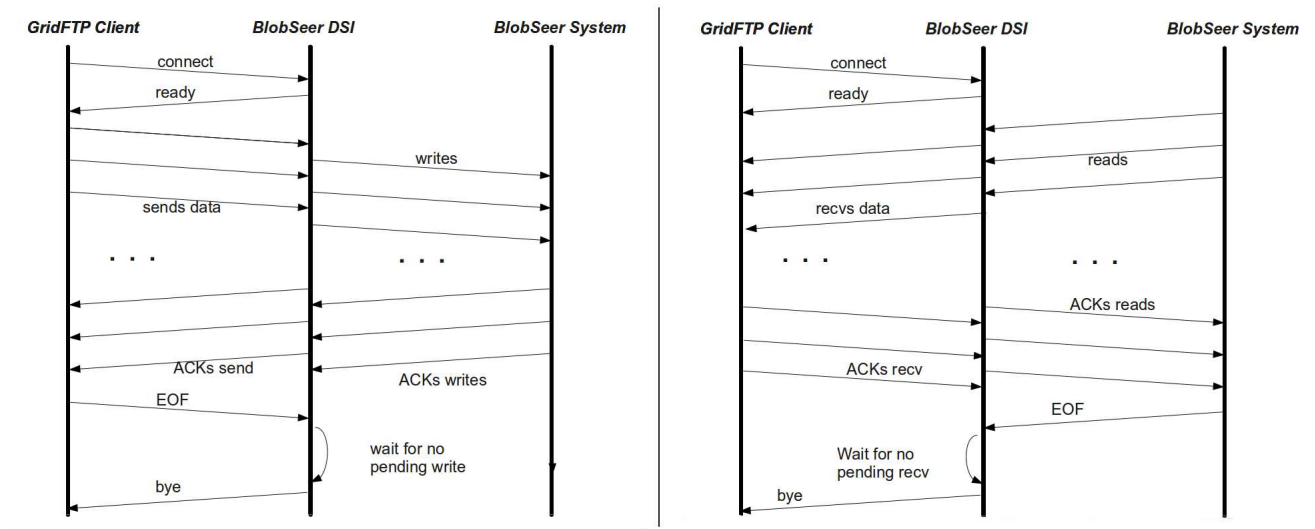 GridFTP Client
BlobSeer DSI
BlobSeer System
connect
ready
writes
sends data
. . .
. . .
ACKs send
ACKs writes
EOF
wait for no
pending write
bye
GridFTP Client
BlobSeer DSI
BlobSeer System
connect
ready
reads
recvs data
. . .
. . .
ACKs reads
ACKs recv
EOF
Wait for no
pending recv
bye